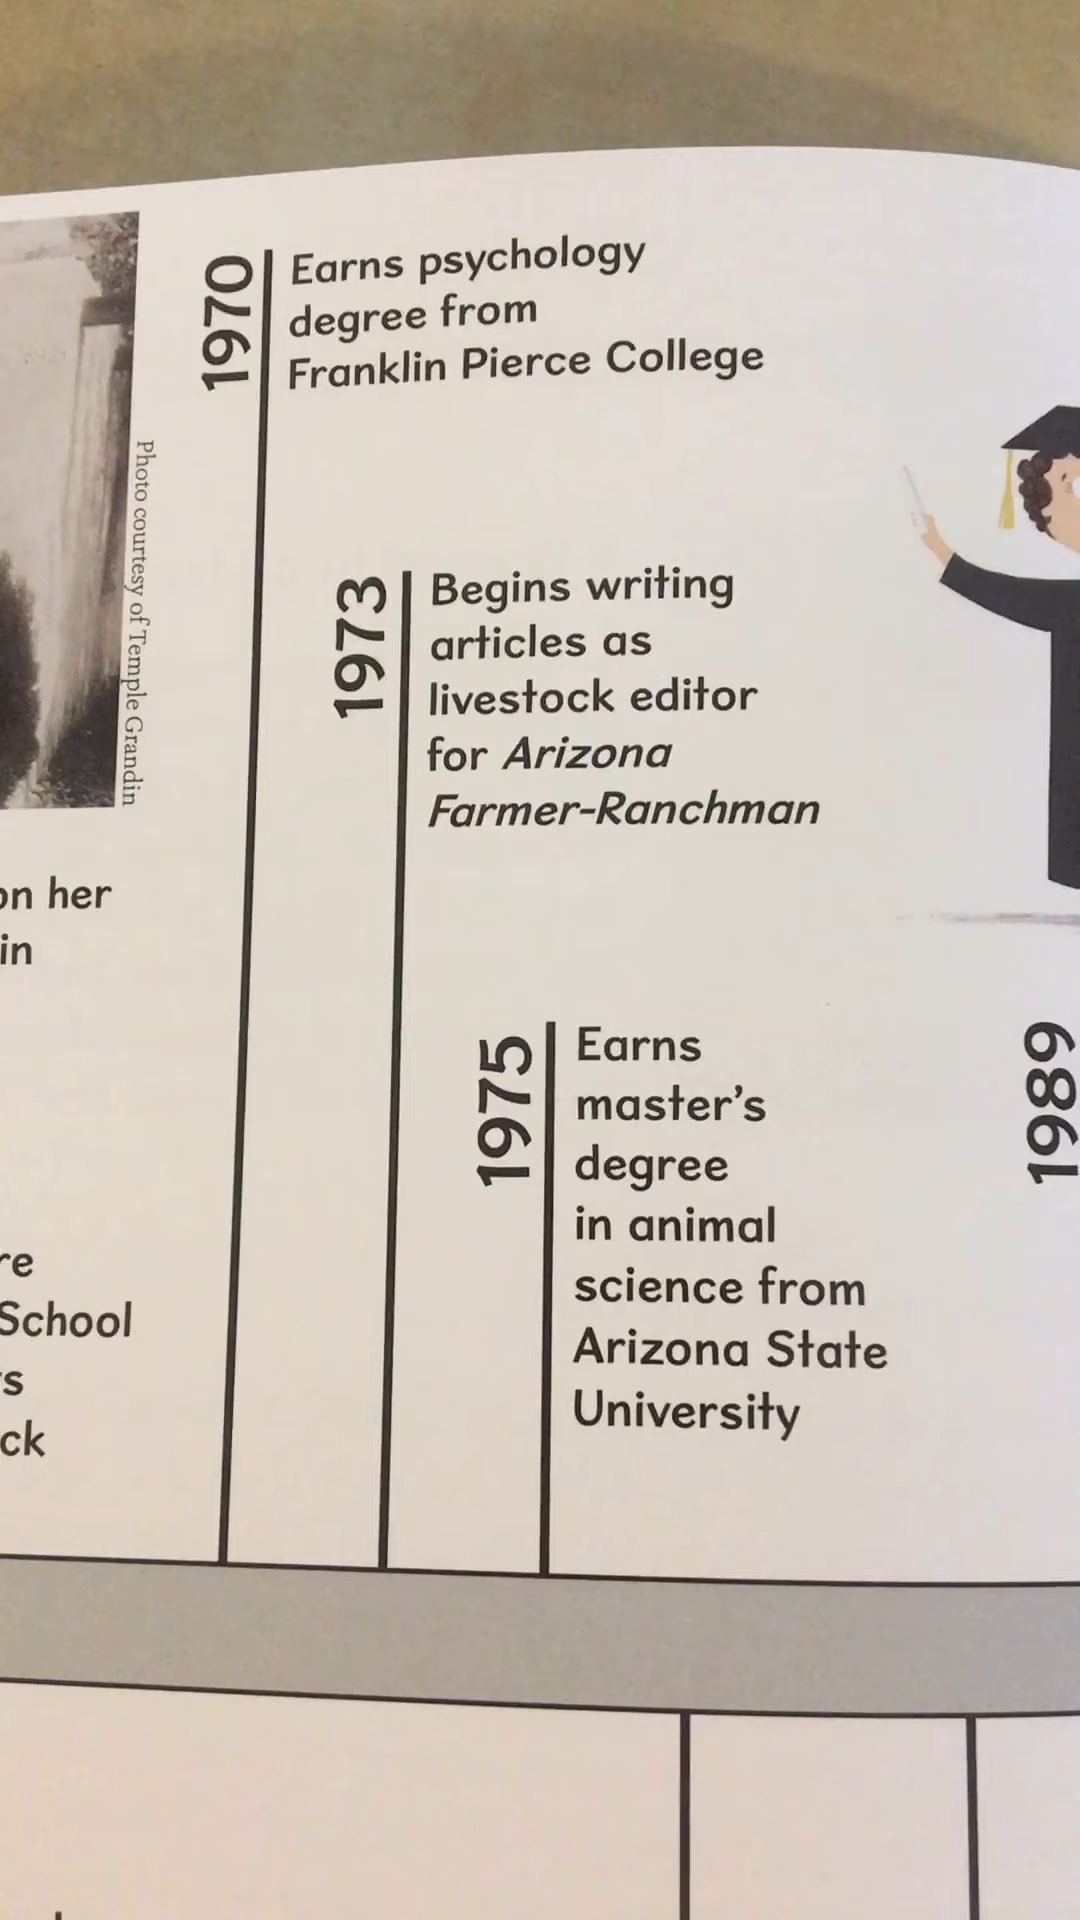 1970
Earns psychology
degree from
Franklin Pierce College
Photo courtesy of Temple Grandin
1973
Begins writing
articles as
livestock editor
for Arizona
Farmer-Ranchman
on her
in
1975
Earns
master's
degree
in animal
science from
Arizona State
University
1989
re
School
s
ck